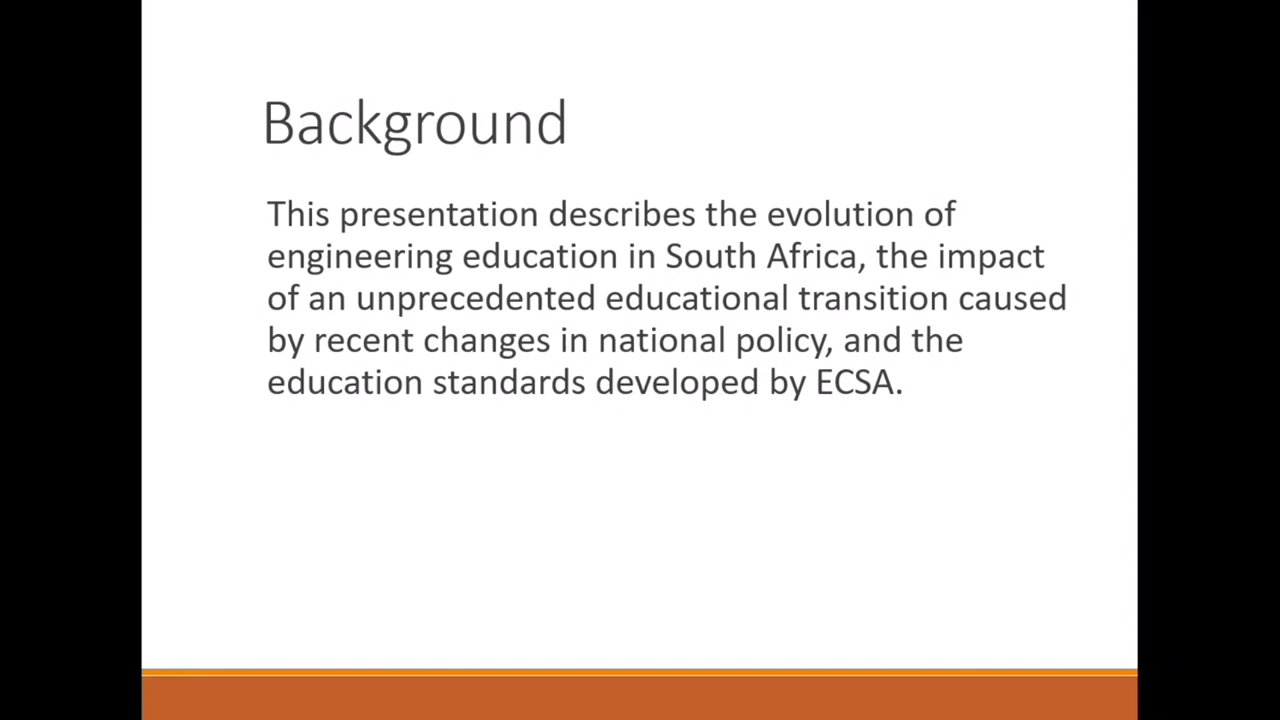 Background
This presentation describes the evolution of
engineering education in South Africa, the impact
of an unprecedented educational transition caused
by recent changes in national policy, and the
education standards developed by ECSA.